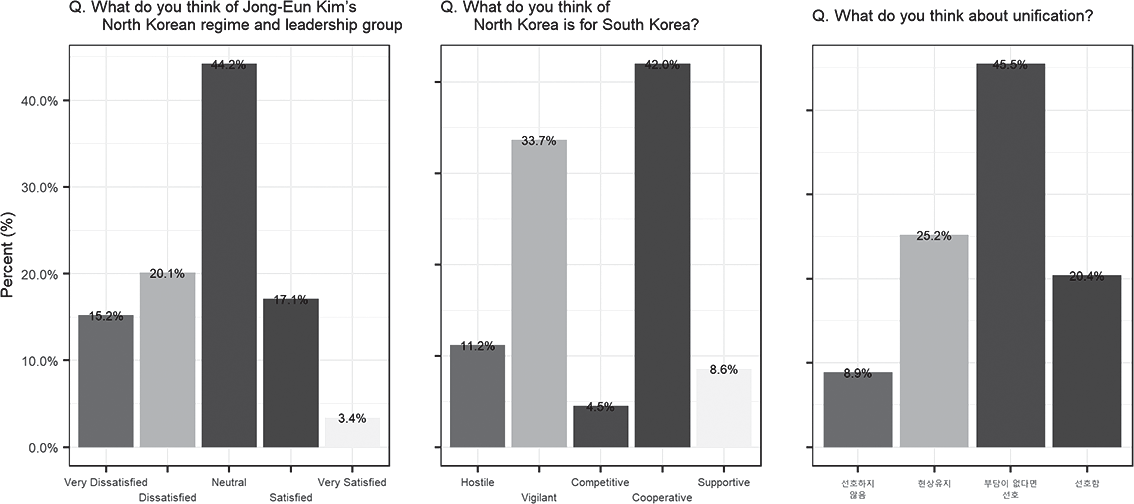 Q. What do you think of Jong-Eun Kim's
North Korean regime and leadership group
Percent (%)
40.0%
30.0%
20.0%
10.0%
0.0%
15.2%
20.1%
44.2%
17.1%
3.4%
Very Dissatisfied
Dissatisfied
Neutral
Satisfied
Very Satisfied
Q. What do you think of
North Korea is for South Korea?
11.2%
33.7%
4.5%
42.0%
8.6%
Hostile
Vigilant
Competitive
Cooperative
Supportive
Q. What do you think about unification?
8.9%
25.2%
45.5%
20.4%
선호하지
않음
현상유지
부담이 없다면
선호
선호함